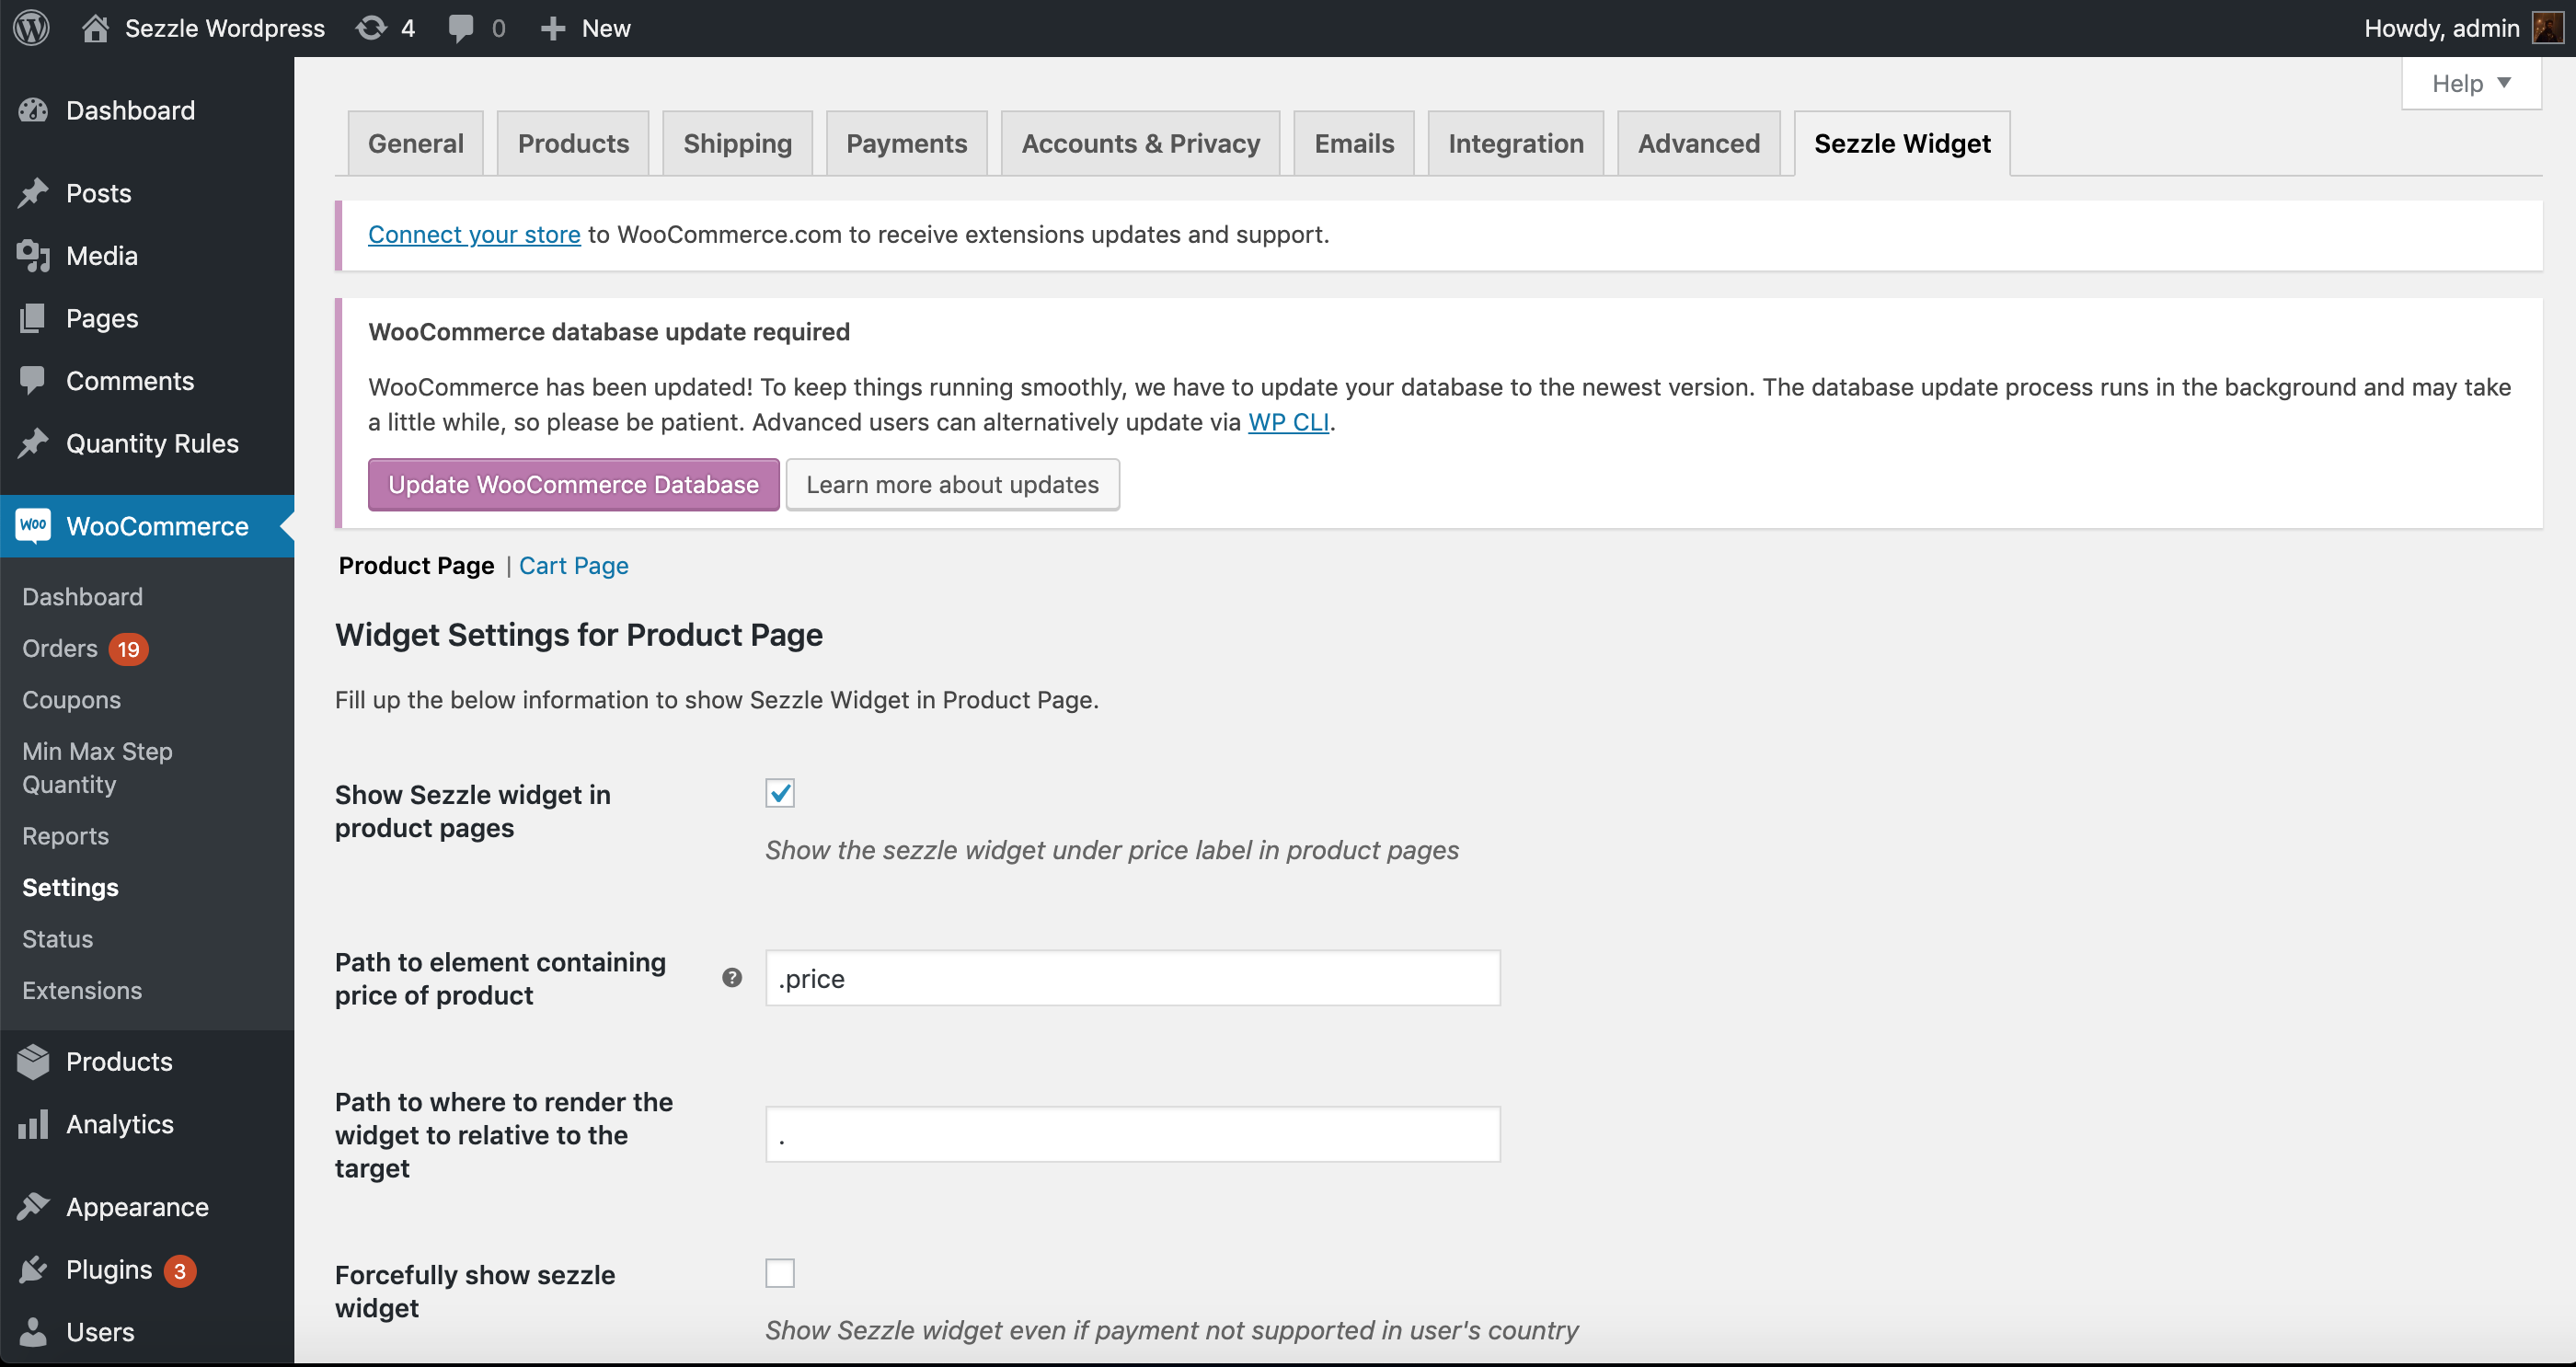 Sezzle Wordpress 4 0 New Howdy, admin
Help
Dashboard
Posts
Media
Pages
Comments
Quantity Rules
Woo WooCommerce
Dashboard
Orders 19
Coupons
Min Max Step
Quantity
Reports
Settings
Status
Extensions
Products
Analytics
Appearance
Plugins 3
Users
General Products Shipping Payments Accounts & Privacy Emails Integration Advanced Sezzle Widget
Connect your store to WooCommerce.com to receive extensions updates and support.
WooCommerce database update required
WooCommerce has been updated! To keep things running smoothly, we have to update your database to the newest version. The database update process runs in the background and may take
a little while, so please be patient. Advanced users can alternatively update via WP CLI.
Update WooCommerce Database Learn more about updates
Product Page | Cart Page
Widget Settings for Product Page
Fill up the below information to show Sezzle Widget in Product Page.
Show Sezzle widget in
product pages
Show the sezzle widget under price label in product pages
Path to element containing
price of product
?
.price
Path to where to render the
widget to relative to the
target
.
Forcefully show sezzle
widget
Show Sezzle widget even if payment not supported in user's country